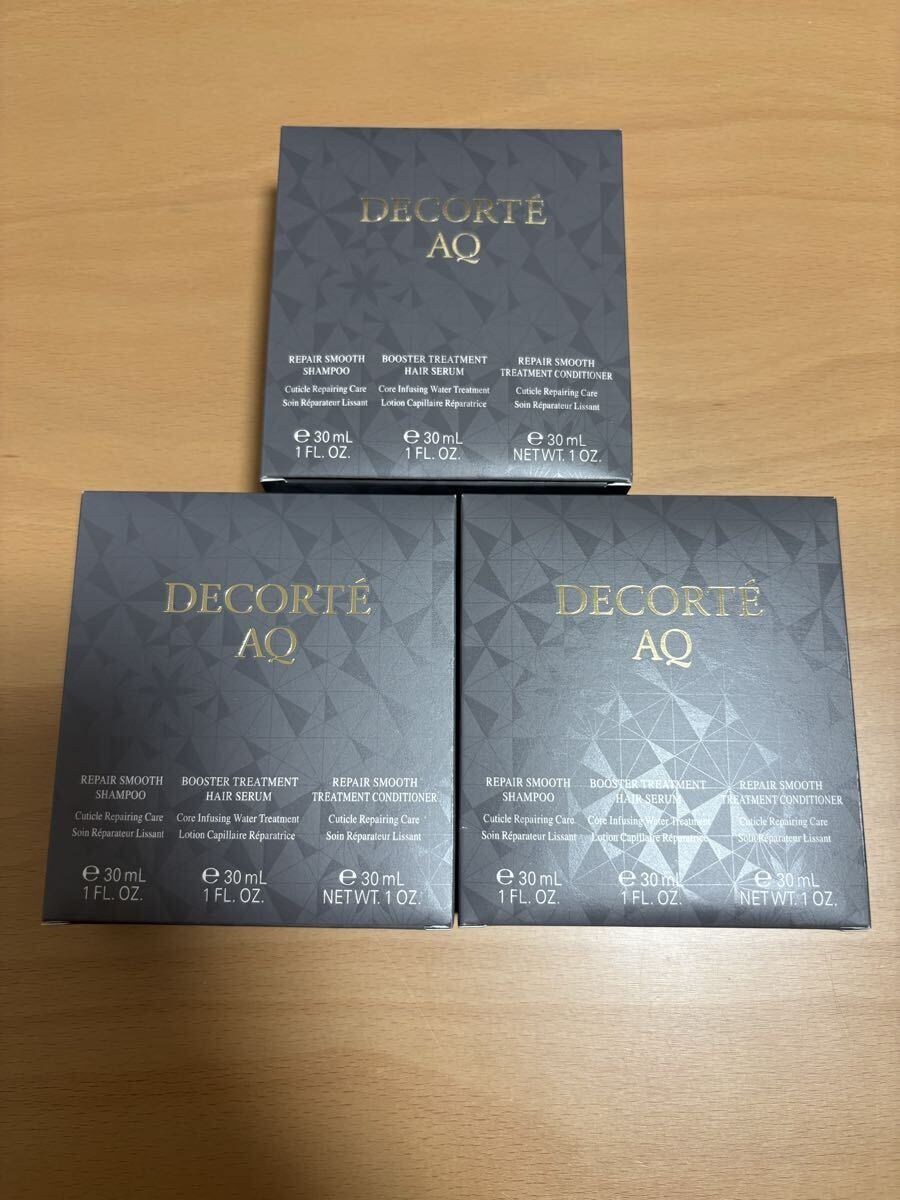 DECORTÉ
AQ
REPAIR SMOOTH
SHAMPOO
Cuticle Repairing Care
Soin Réparateur Lissant
℮ 30 mL
1 FL. OZ.
BOOSTER TREATMENT
HAIR SERUM
Core Infusing Water Treatment
Lotion Capillaire Réparatrice
℮ 30 mL
1 FL. OZ.
REPAIR SMOOTH
TREATMENT CONDITIONER
Cuticle Repairing Care
Soin Réparateur Lissant
℮ 30 mL
NET WT. 1 OZ.
DECORTÉ
AQ
REPAIR SMOOTH
SHAMPOO
Cuticle Repairing Care
Soin Réparateur Lissant
℮ 30 mL
1 FL. OZ.
BOOSTER TREATMENT
HAIR SERUM
Core Infusing Water Treatment
Lotion Capillaire Réparatrice
℮ 30 mL
1 FL. OZ.
REPAIR SMOOTH
TREATMENT CONDITIONER
Cuticle Repairing Care
Soin Réparateur Lissant
℮ 30 mL
NET WT. 1 OZ.
DECORTÉ
AQ
REPAIR SMOOTH
SHAMPOO
Cuticle Repairing Care
Soin Réparateur Lissant
℮ 30 mL
1 FL. OZ.
BOOSTER TREATMENT
HAIR SERUM
Core Infusing Water Treatment
Lotion Capillaire Réparatrice
℮ 30 mL
1 FL. OZ.
REPAIR SMOOTH
TREATMENT CONDITIONER
Cuticle Repairing Care
Soin Réparateur Lissant
℮ 30 mL
NET WT. 1 OZ.